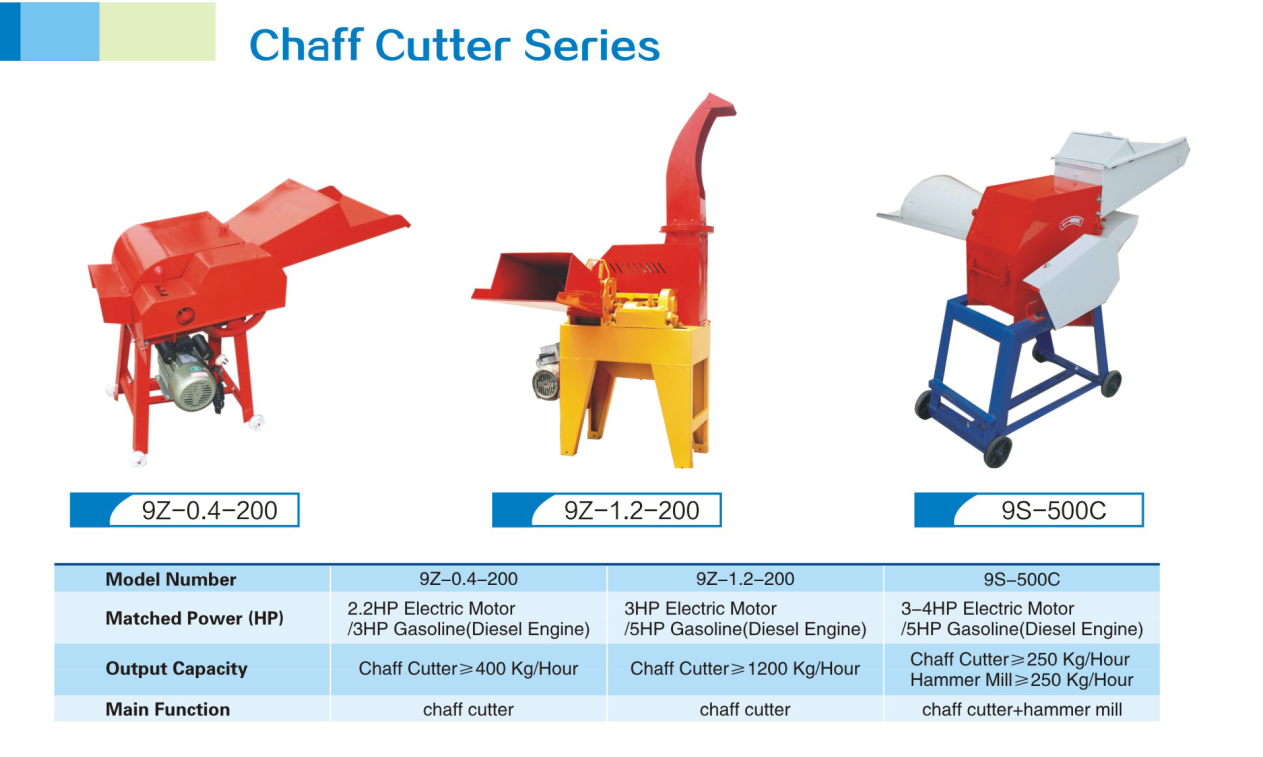 Chaff Cutter Series
9Z-0.4-200
9Z-1.2-200
9S-500C
Model Number 9Z-0.4-200 9Z-1.2-200 9S-500C
Matched Power (HP)
2.2HP Electric Motor
/3HP Gasoline(Diesel Engine)
3HP Electric Motor
/5HP Gasoline(Diesel Engine)
3-4HP Electric Motor
/5HP Gasoline(Diesel Engine)
Output Capacity
Chaff Cutter≥400 Kg/Hour
Chaff Cutter≥1200 Kg/Hour
Chaff Cutter≥250 Kg/Hour
Hammer Mill≥250 Kg/Hour
Main Function chaff cutter chaff cutter chaff cutter+hammer mill